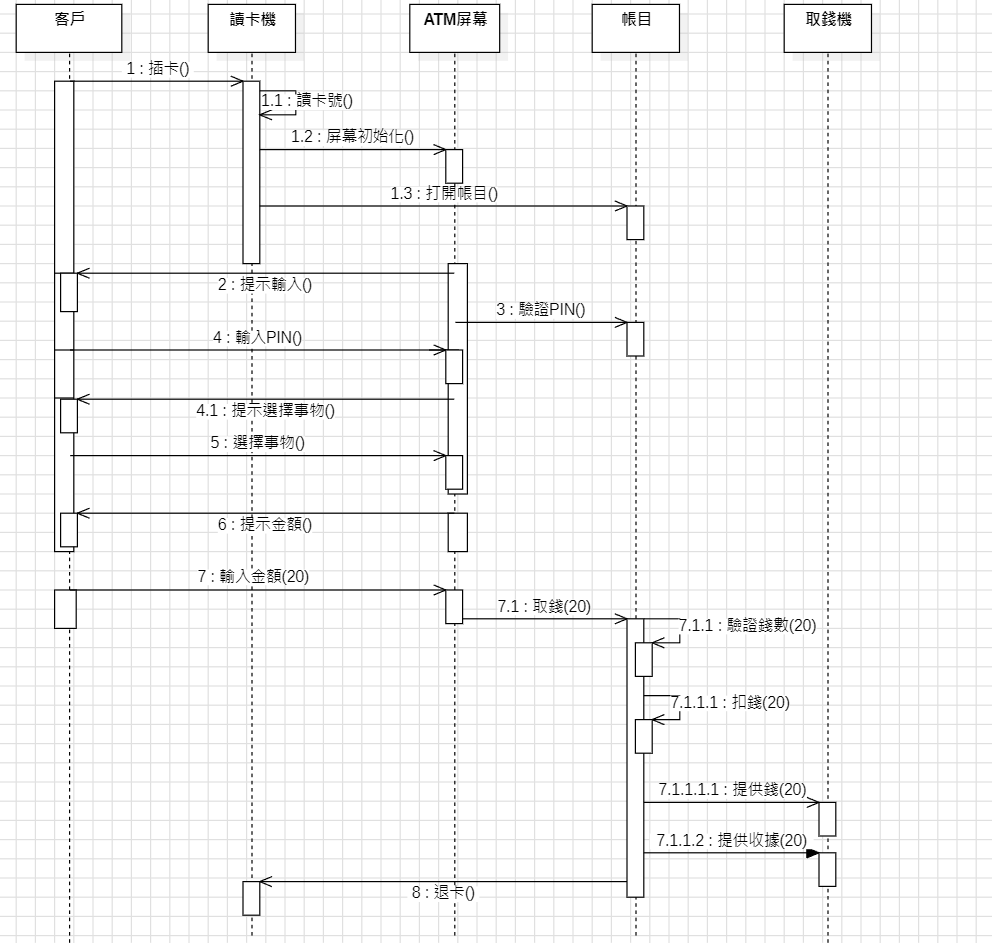 客戶
讀卡機
ATM屏幕
帳目
取錢機
1 : 插卡()
1.1 : 讀卡號()
1.2 : 屏幕初始化()
1.3 : 打開帳目()
2 : 提示輸入()
3 : 驗證PIN()
4 : 輸入PIN()
4.1 : 提示選擇事物()
5 : 選擇事物()
6 : 提示金額()
7 : 輸入金額(20)
7.1 : 取錢(20)
7.1.1 : 驗證錢數(20)
7.1.1.1 : 扣錢(20)
7.1.1.1.1 : 提供錢(20)
7.1.1.2 : 提供收據(20)
8 : 退卡()